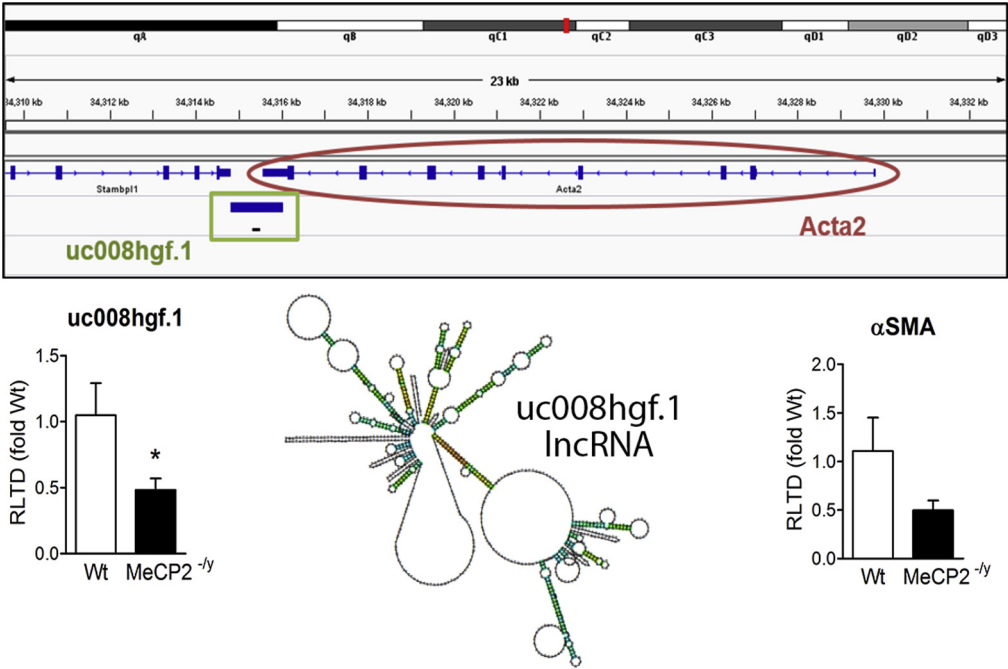 qA qB qC1 qC2 qC3 qD1 qD2 qD3
23 kb
34,310 kb 34,312 kb 34,314 kb 34,316 kb 34,318 kb 34,320 kb 34,322 kb 34,324 kb 34,326 kb 34,328 kb 34,330 kb 34,332 kb
Stambpl1 Acta2
Acta2
uc008hgf.1
uc008hgf.1
RLTD (fold Wt)
1.5
1.0
0.5
0.0
*
Wt MeCP2 -/y
uc008hgf.1
lncRNA
αSMA
RLTD (fold Wt)
2.0
1.5
1.0
0.5
0.0
Wt MeCP2 -/y